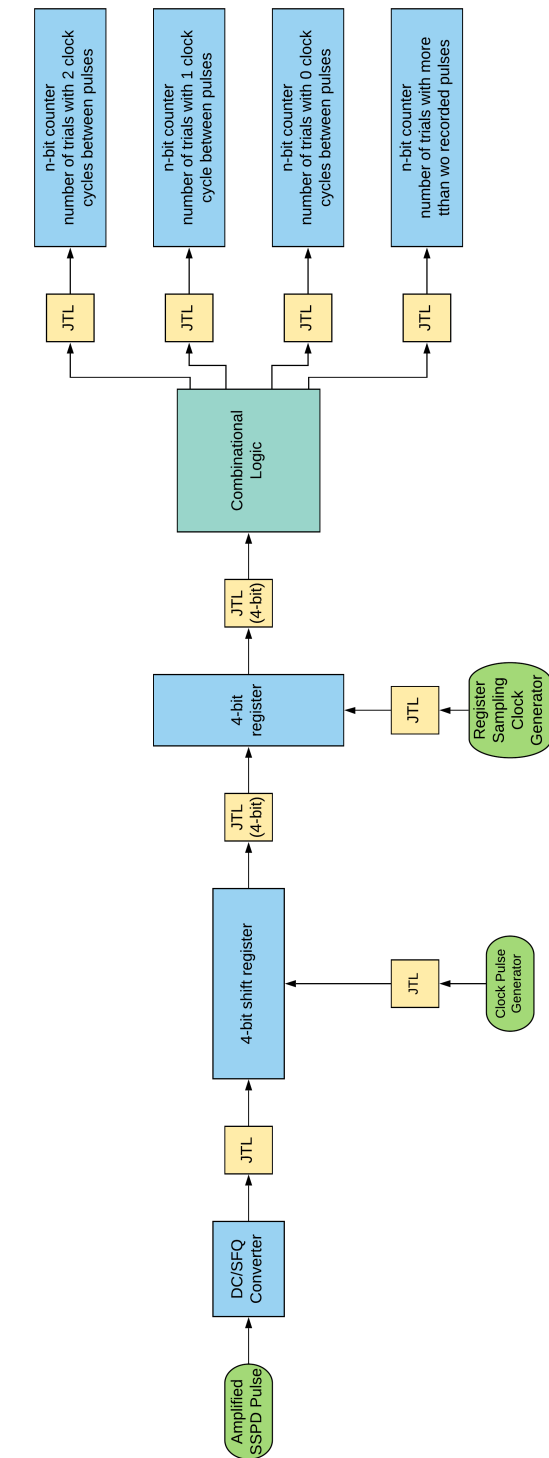 Amplified
SSPD Pulse
DC/SFQ
Converter
JTL
4-bit shift register
JTL
Clock Pulse
Generator
JTL
(4-bit)
4-bit
register
JTL
Register
Sampling
Clock
Generator
JTL
(4-bit)
Combinational
Logic
JTL
JTL
JTL
JTL
n-bit counter
number of trials with 2 clock
cycles between pulses
n-bit counter
number of trials with 1 clock
cycle between pulses
n-bit counter
number of trials with 0 clock
cycles between pulses
n-bit counter
number of trials with more
tthan wo recorded pulses